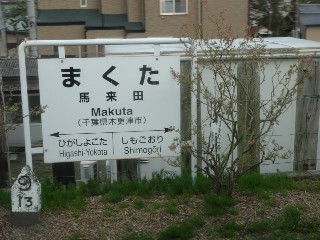 まくた
馬来田
Makuta
(千葉県木更津市)
ひがしよこた しもごおり
Higashi-Yokota Shimogōri
13